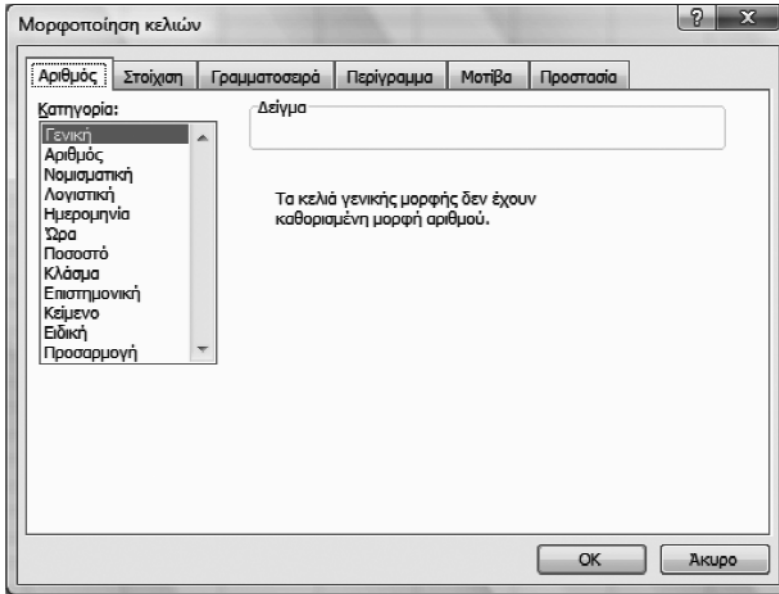 Μορφοποίηση κελιών
Αριθμός Στοίχιση Γραμματοσειρά Περίγραμμα Μοτίβα Προστασία
Κατηγορία:
Γενική
Αριθμός
Νομισματική
Λογιστική
Ημερομηνία
Ώρα
Ποσοστό
Κλάσμα
Επιστημονική
Κείμενο
Ειδική
Προσαρμογή
Δείγμα
Τα κελιά γενικής μορφής δεν έχουν
καθορισμένη μορφή αριθμού.
OK Άκυρο